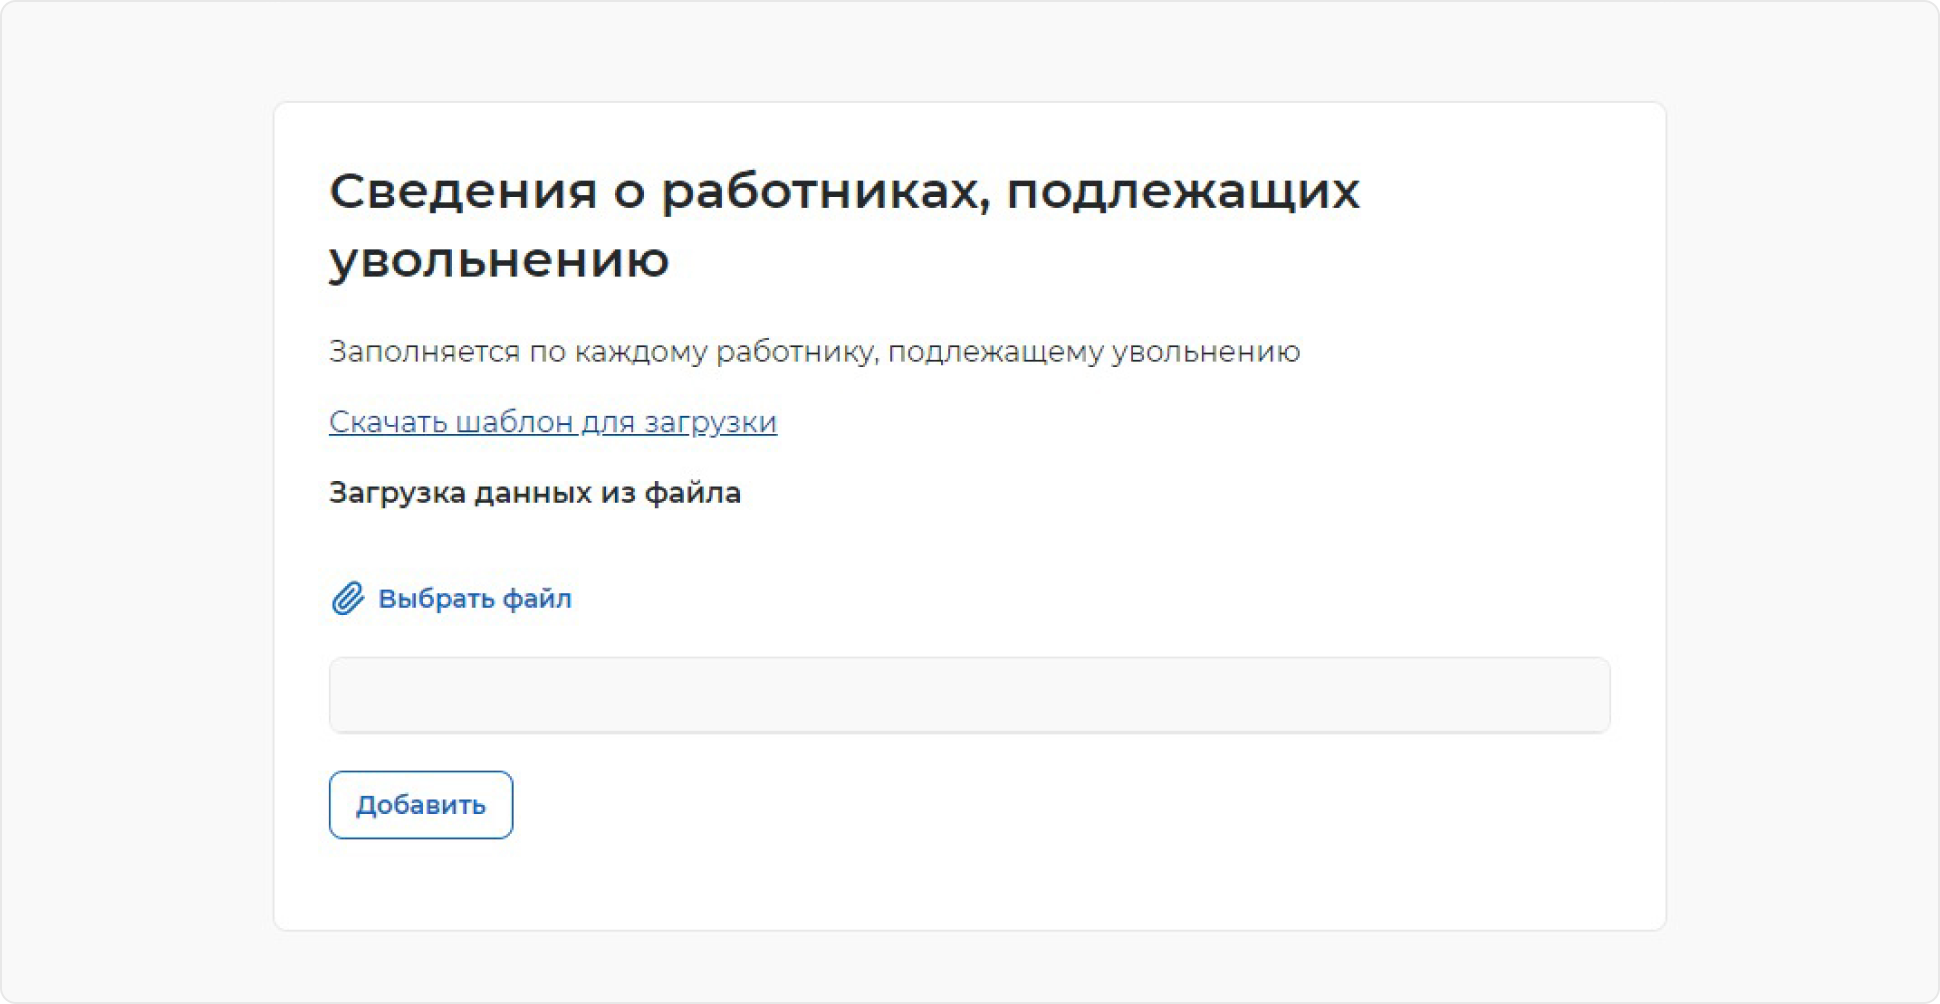 Сведения о работниках, подлежащих
увольнению
Заполняется по каждому работнику, подлежащему увольнению
Скачать шаблон для загрузки
Загрузка данных из файла
Выбрать файл
Добавить